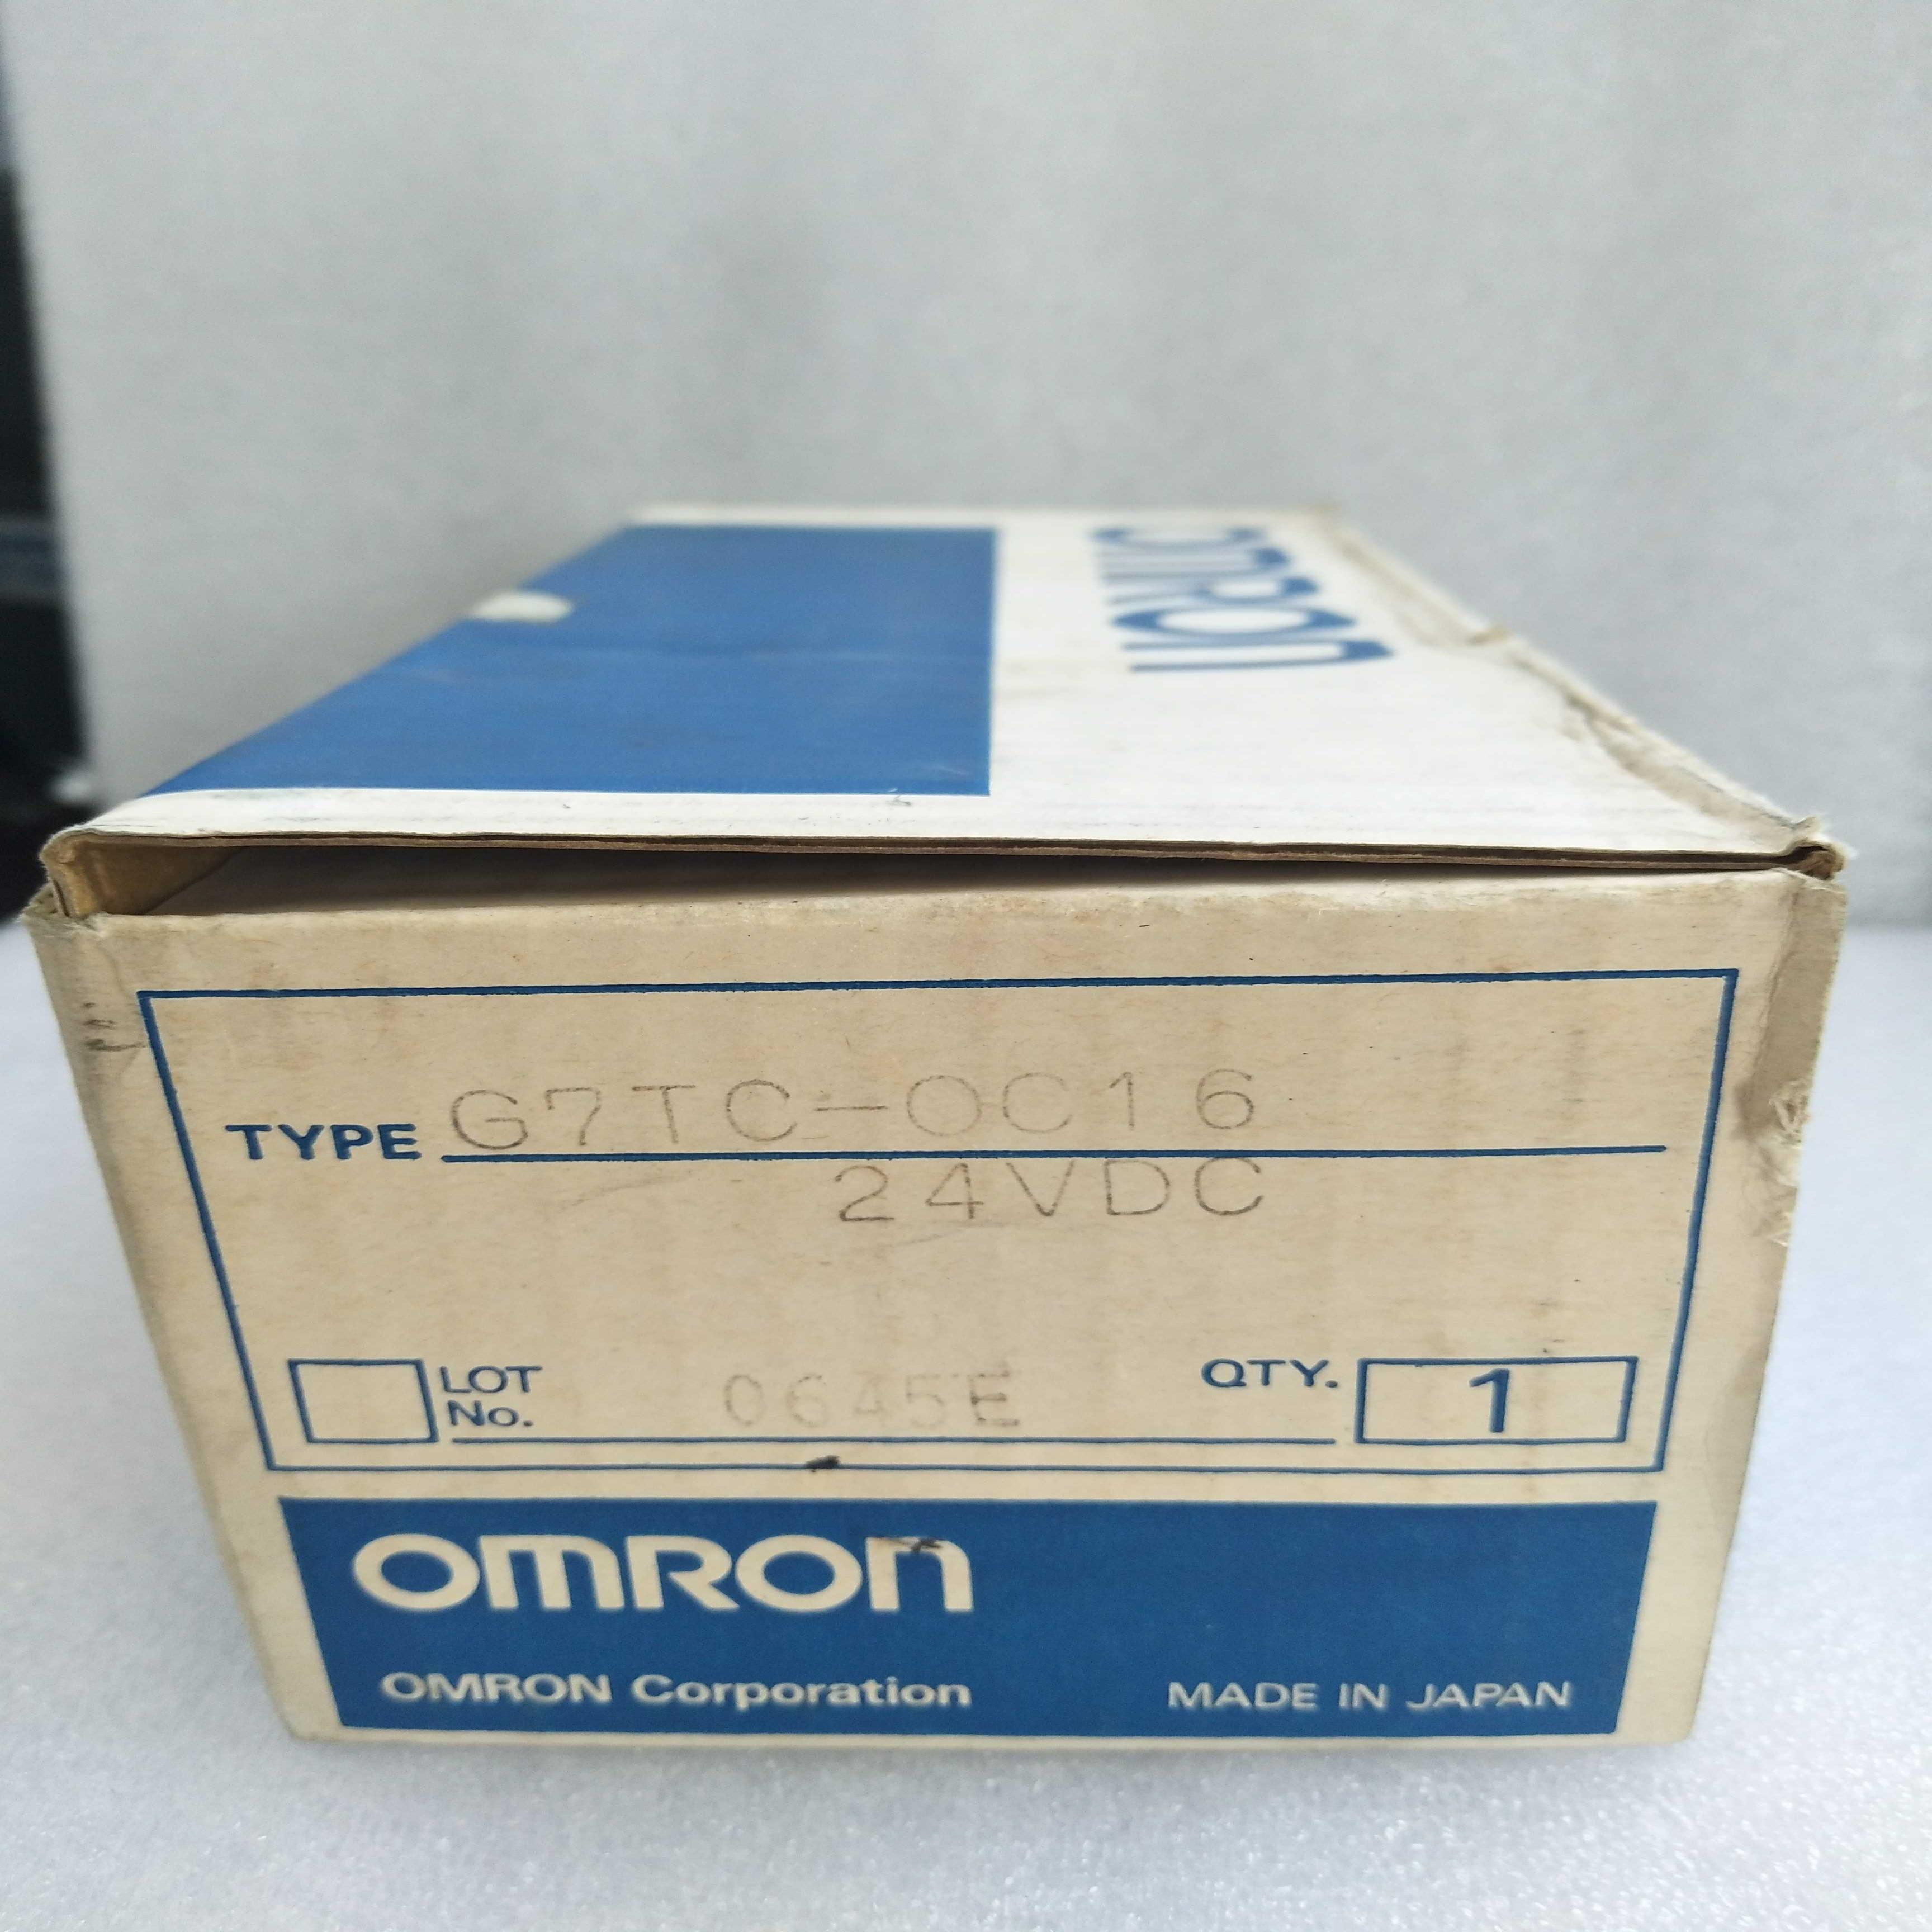 OMRON
TYPE G7TC-OC16
24VDC
LOT No. 0645E QTY. 1
OMRON
OMRON Corporation MADE IN JAPAN